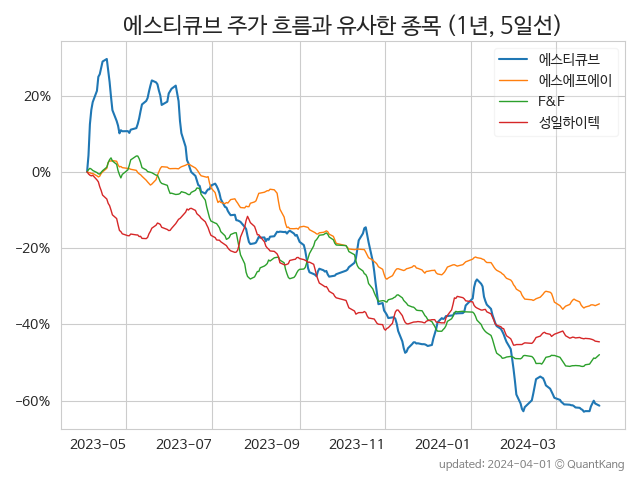 에스티큐브 주가 흐름과 유사한 종목 (1년, 5일선)
에스티큐브
에스에프에이
F&F
성일하이텍
20%
0%
−20%
−40%
−60%
2023-05
2023-07
2023-09
2023-11
2024-01
2024-03
updated: 2024-04-01 © QuantKang